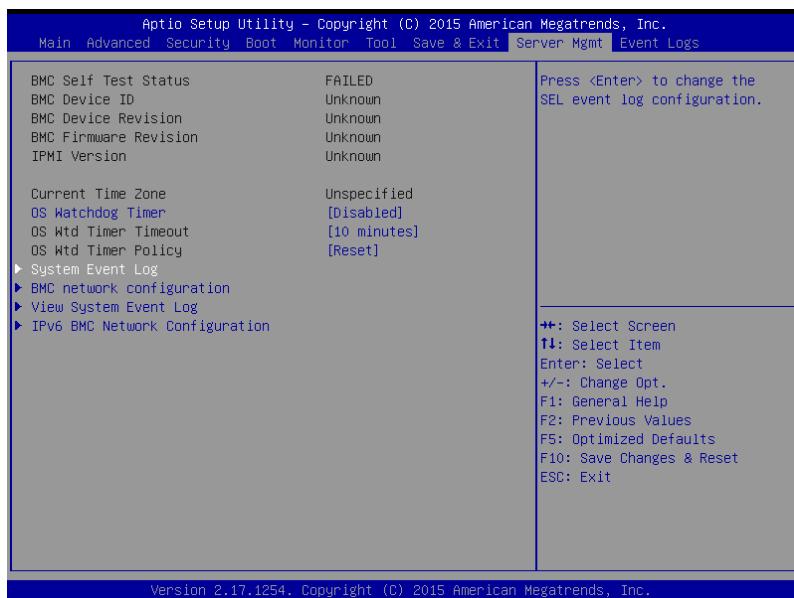 Aptio Setup Utility – Copyright (C) 2015 American Megatrends, Inc.
Main Advanced Security Boot Monitor Tool Save & Exit Server Mgmt Event Logs
BMC Self Test Status FAILED
BMC Device ID Unknown
BMC Device Revision Unknown
BMC Firmware Revision Unknown
IPMI Version Unknown
Current Time Zone Unspecified
OS Watchdog Timer [Disabled]
OS Wtd Timer Timeout [10 minutes]
OS Wtd Timer Policy [Reset]
System Event Log
BMC network configuration
View System Event Log
IPv6 BMC Network Configuration
Press <Enter> to change the
SEL event log configuration.
→←: Select Screen
↑↓: Select Item
Enter: Select
+/-: Change Opt.
F1: General Help
F2: Previous Values
F5: Optimized Defaults
F10: Save Changes & Reset
ESC: Exit
Version 2.17.1254. Copyright (C) 2015 American Megatrends, Inc.